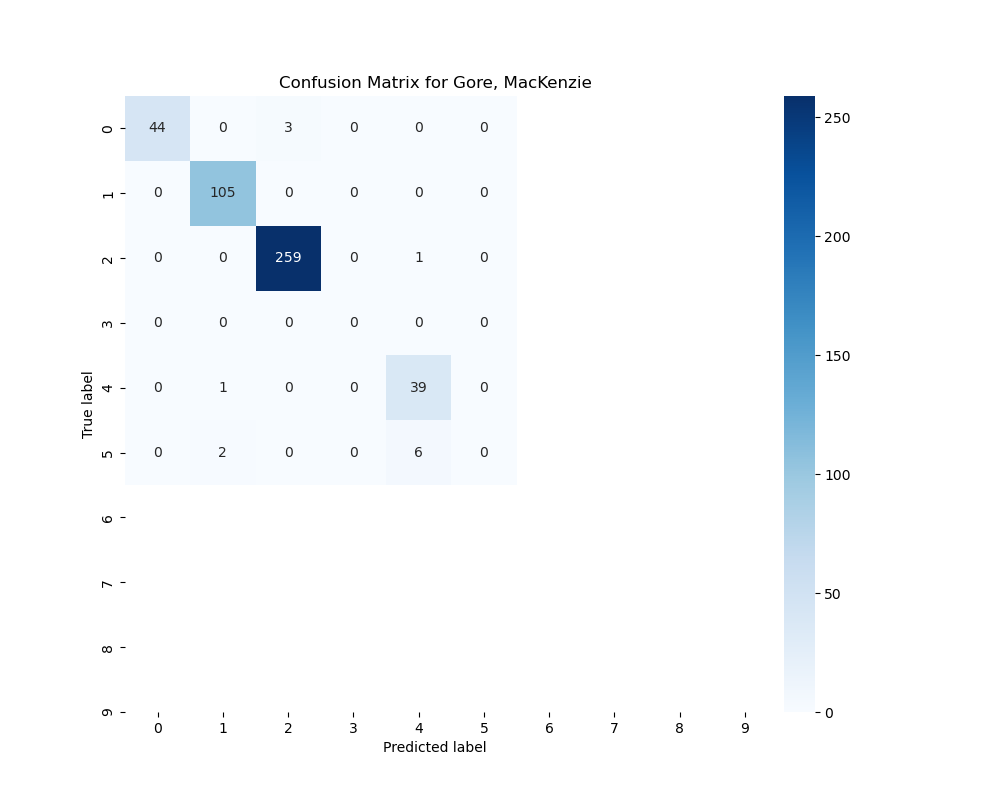 Confusion Matrix for Gore, MacKenzie
0 44 0 3 0 0 0
1 0 105 0 0 0 0
2 0 0 259 0 1 0
3 0 0 0 0 0 0
4 0 1 0 0 39 0
5 0 2 0 0 6 0
6
7
8
9
True label
0 1 2 3 4 5 6 7 8 9
Predicted label
250
200
150
100
50
0